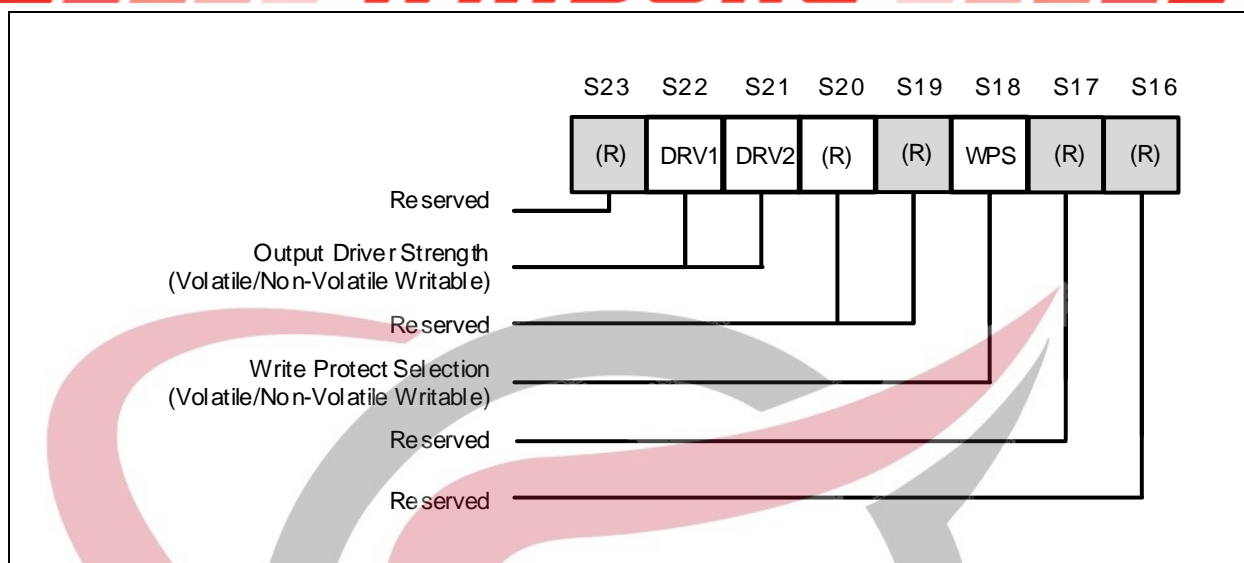 S23 S22 S21 S20 S19 S18 S17 S16
(R) DRV1 DRV2 (R) (R) WPS (R) (R)
Reserved
Output Driver Strength
(Volatile/Non-Volatile Writable)
Reserved
Write Protect Selection
(Volatile/Non-Volatile Writable)
Reserved
Reserved